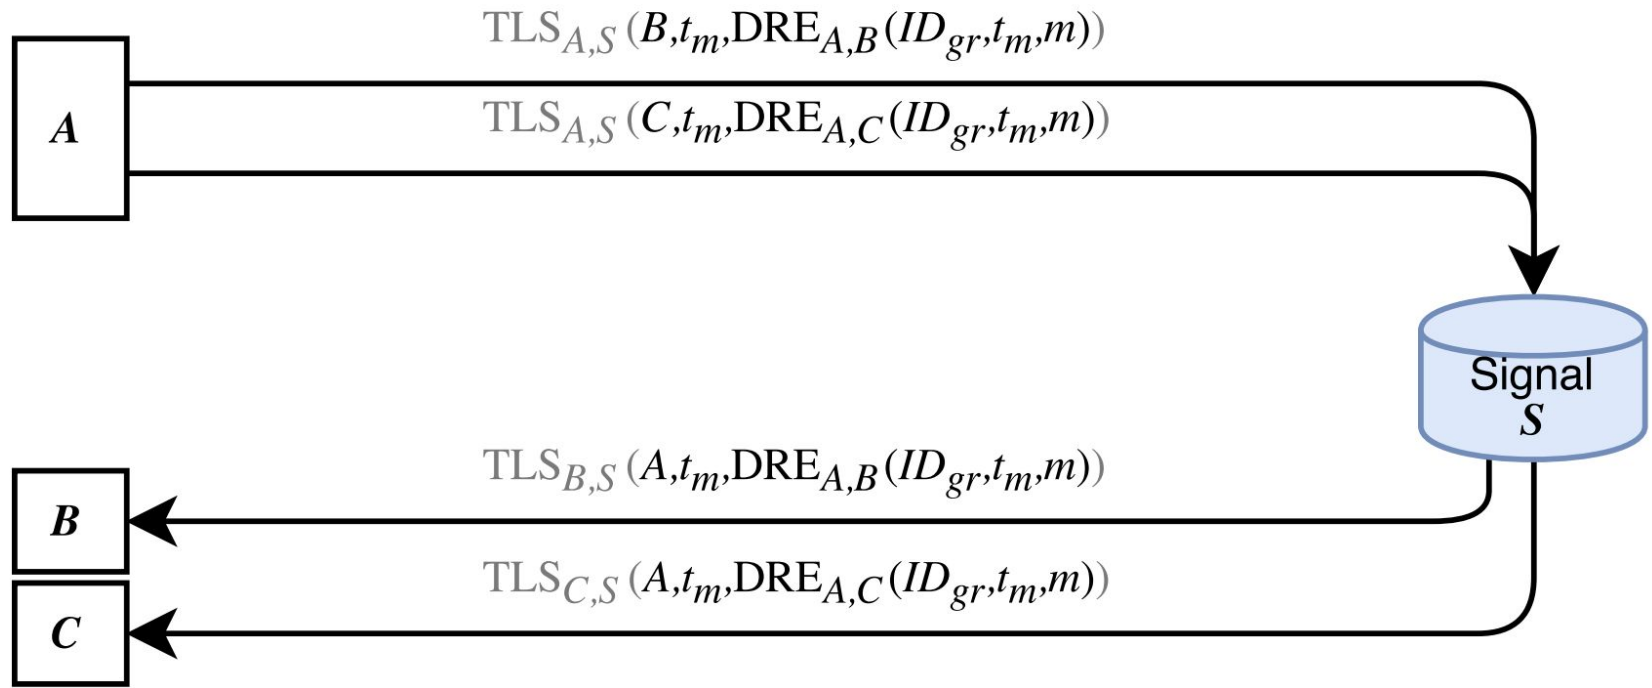 TLS_{A,S}(B,t_m,DRE_{A,B}(ID_{gr},t_m,m))
A
TLS_{A,S}(C,t_m,DRE_{A,C}(ID_{gr},t_m,m))
Signal
S
TLS_{B,S}(A,t_m,DRE_{A,B}(ID_{gr},t_m,m))
B
TLS_{C,S}(A,t_m,DRE_{A,C}(ID_{gr},t_m,m))
C